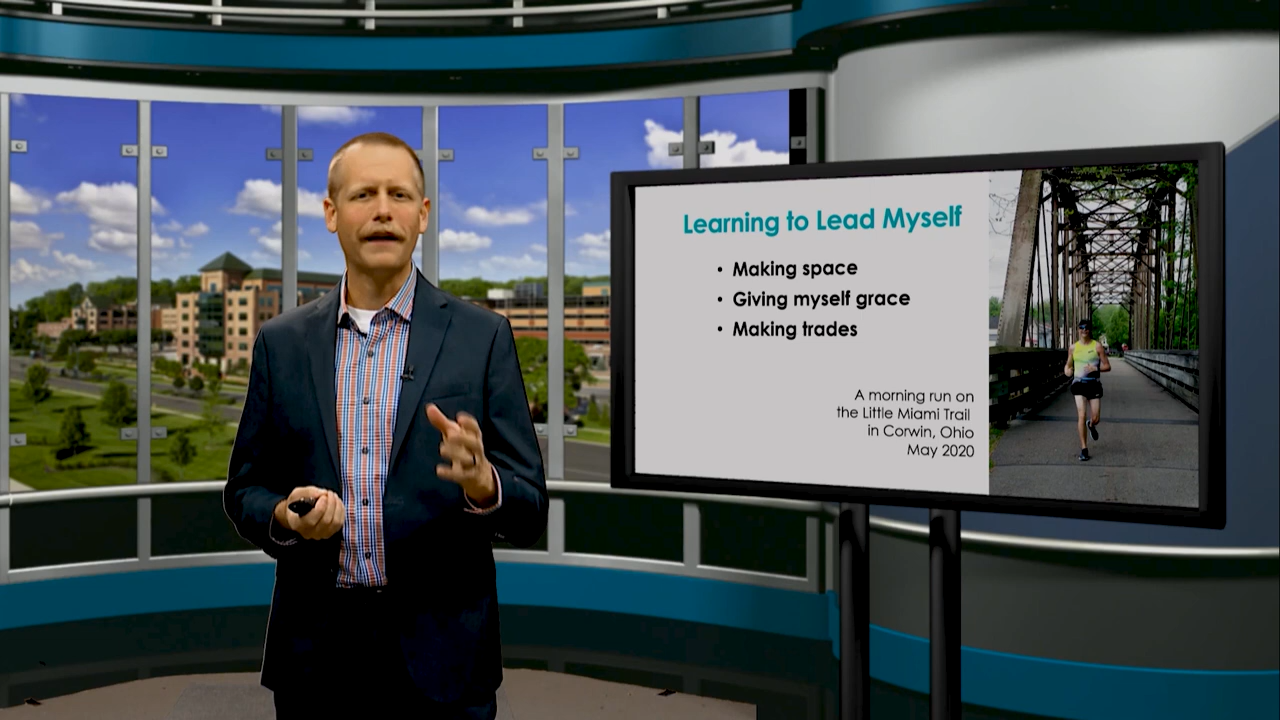 Learning to Lead Myself
• Making space
• Giving myself grace
• Making trades
A morning run on
the Little Miami Trail
in Corwin, Ohio
May 2020